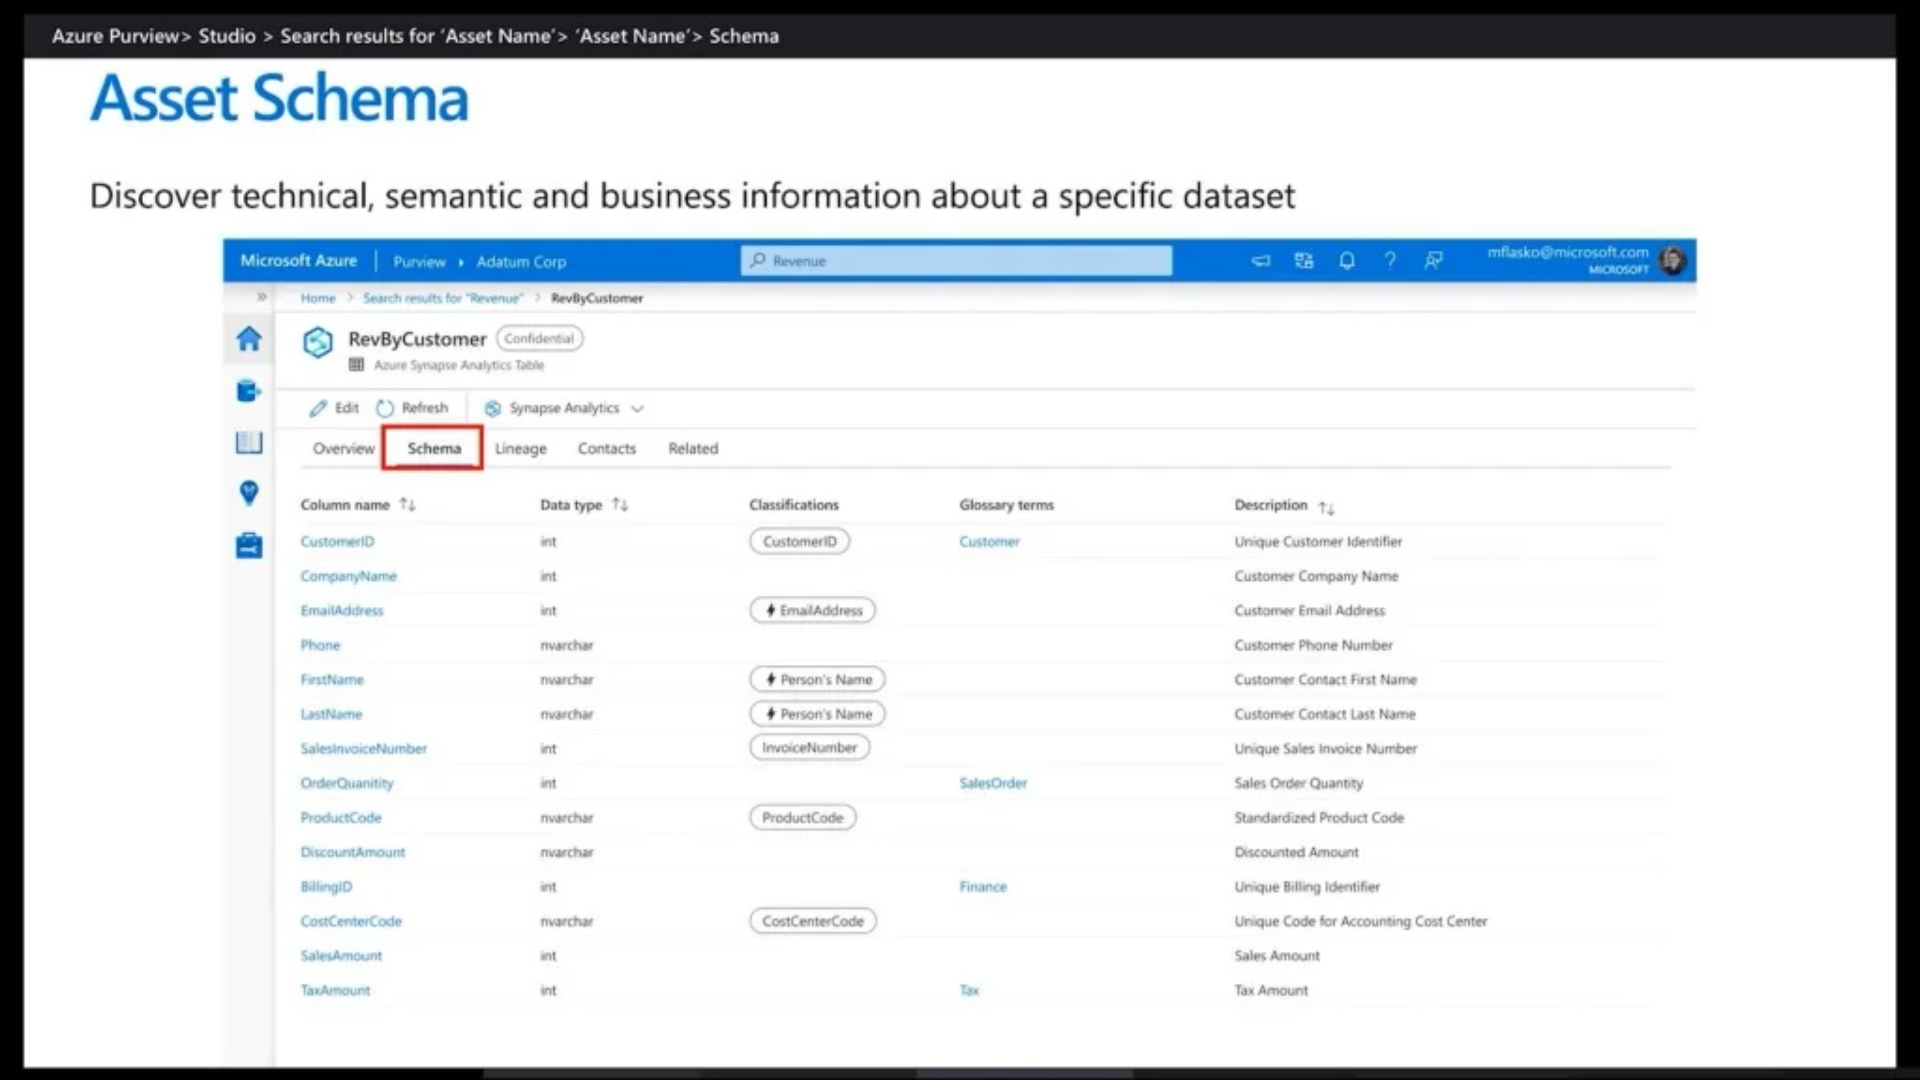 Azure Purview> Studio > Search results for ‘Asset Name’> ‘Asset Name’> Schema
Asset Schema
Discover technical, semantic and business information about a specific dataset
Microsoft Azure | Purview Adatum Corp Revenue ? mflasko@microsoft.com
MICROSOFT
» Home > Search results for "Revenue" > RevByCustomer
RevByCustomer Confidential
Azure Synapse Analytics Table
Edit Refresh Synapse Analytics
Overview Schema Lineage Contacts Related
Column name ↑↓ Data type ↑↓ Classifications Glossary terms Description ↑↓
CustomerID int CustomerID Customer Unique Customer Identifier
CompanyName int Customer Company Name
EmailAddress int EmailAddress Customer Email Address
Phone nvarchar Customer Phone Number
FirstName nvarchar Person's Name Customer Contact First Name
LastName nvarchar Person's Name Customer Contact Last Name
SalesInvoiceNumber int InvoiceNumber Unique Sales Invoice Number
OrderQuanitity int SalesOrder Sales Order Quantity
ProductCode nvarchar ProductCode Standardized Product Code
DiscountAmount nvarchar Discounted Amount
BillingID int Finance Unique Billing Identifier
CostCenterCode nvarchar CostCenterCode Unique Code for Accounting Cost Center
SalesAmount int Sales Amount
TaxAmount int Tax Tax Amount